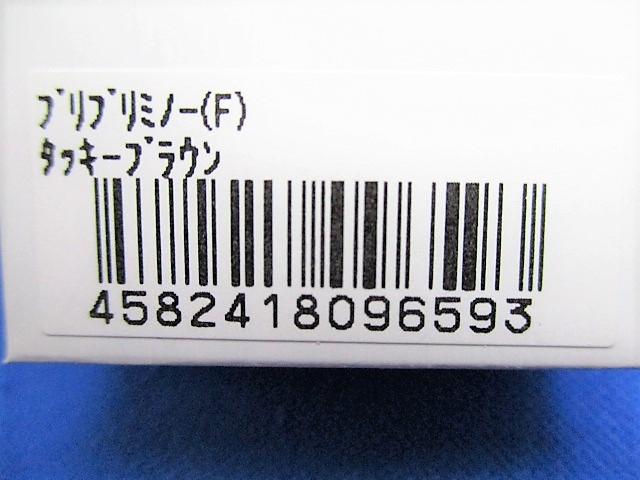 ﾌﾞﾘﾌﾞﾘﾐﾉｰ(F)
ﾀｯｷｰﾌﾞﾗｳﾝ
4582418096593